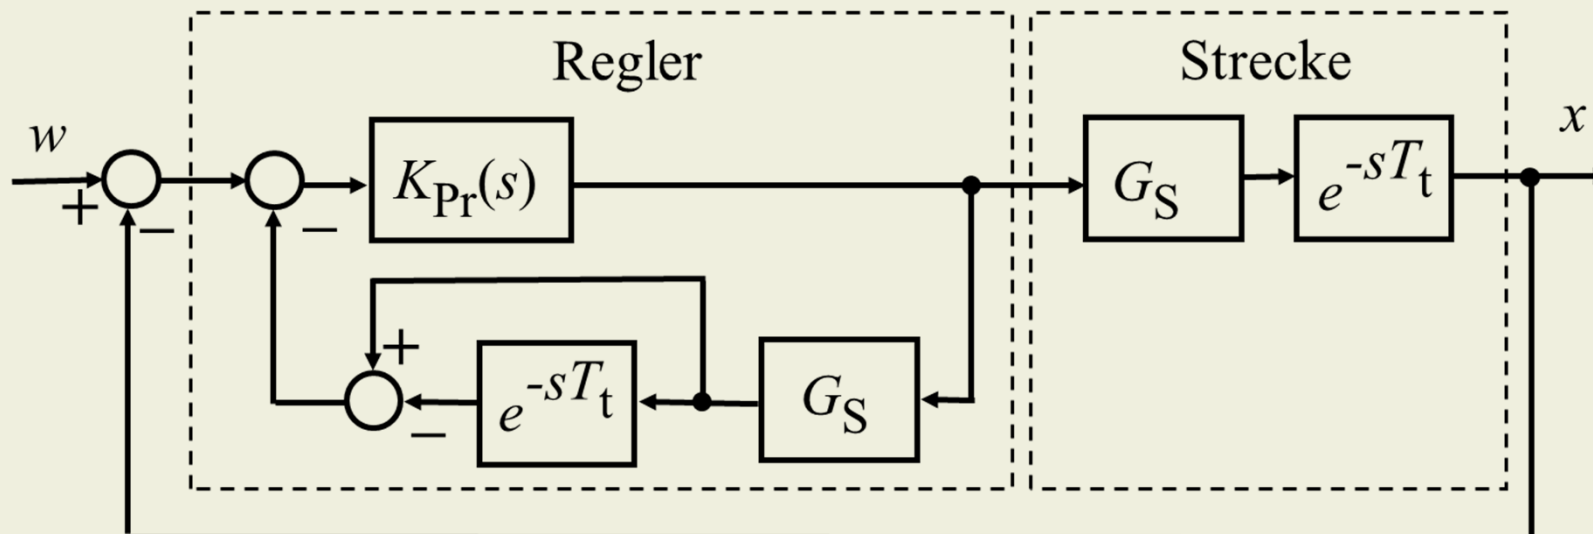 Regler
Strecke
w
x
+
−
−
K_Pr(s)
G_S
e^-sT_t
+
−
e^-sT_t
G_S